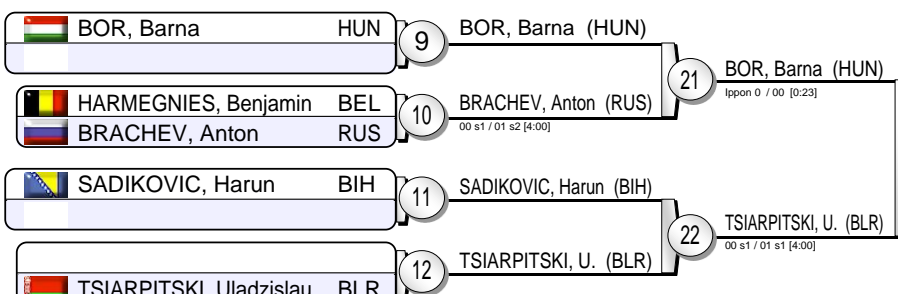 BOR, Barna HUN
9
BOR, Barna (HUN)
21
BOR, Barna (HUN)
Ippon 0 / 00 [0:23]
HARMEGNIES, Benjamin BEL
BRACHEV, Anton RUS
10
BRACHEV, Anton (RUS)
00 s1 / 01 s2 [4:00]
SADIKOVIC, Harun BIH
11
SADIKOVIC, Harun (BIH)
22
TSIARPITSKI, U. (BLR)
00 s1 / 01 s1 [4:00]
TSIARPITSKI, Uladzislau BLR
12
TSIARPITSKI, U. (BLR)